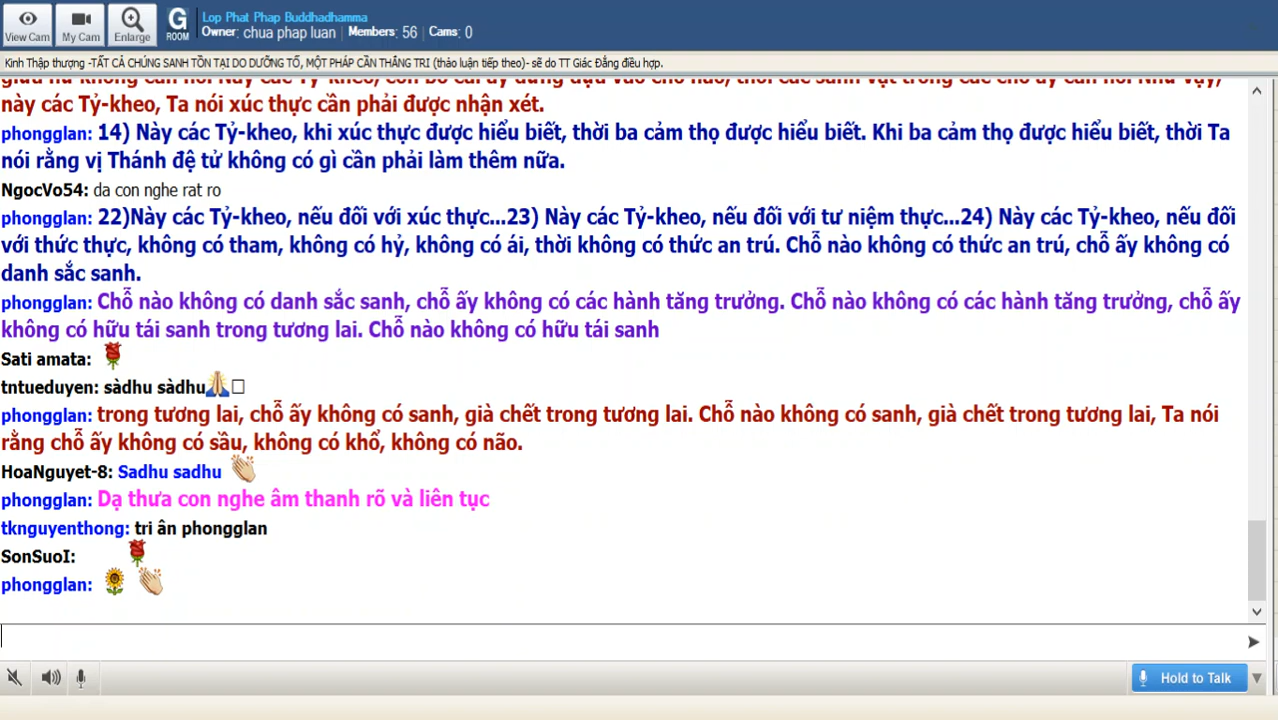 View Cam
My Cam
Enlarge
G
ROOM
Lop Phat Phap Buddhadhamma
Owner: chua phap luan | Members: 56 | Cams: 0
Kinh Thập thượng -TẤT CẢ CHÚNG SANH TỒN TẠI DO DƯỠNG TỐ, MỘT PHÁP CẦN THẮNG TRI (thảo luận tiếp theo)- sẽ do TT Giác Đẳng điều hợp.
này các Tỷ-kheo, Ta nói xúc thực cần phải được nhận xét.
phongglan: 14) Này các Tỷ-kheo, khi xúc thực được hiểu biết, thời ba cảm thọ được hiểu biết. Khi ba cảm thọ được hiểu biết, thời Ta
nói rằng vị Thánh đệ tử không có gì cần phải làm thêm nữa.
NgocVo54: da con nghe rat ro
phongglan: 22)Này các Tỷ-kheo, nếu đối với xúc thực...23) Này các Tỷ-kheo, nếu đối với tư niệm thực...24) Này các Tỷ-kheo, nếu đối
với thức thực, không có tham, không có hỷ, không có ái, thời không có thức an trú. Chỗ nào không có thức an trú, chỗ ấy không có
danh sắc sanh.
phongglan: Chỗ nào không có danh sắc sanh, chỗ ấy không có các hành tăng trưởng. Chỗ nào không có các hành tăng trưởng, chỗ ấy
không có hữu tái sanh trong tương lai. Chỗ nào không có hữu tái sanh
Sati amata:
tntueduyen: sàdhu sàdhu
phongglan: trong tương lai, chỗ ấy không có sanh, già chết trong tương lai. Chỗ nào không có sanh, già chết trong tương lai, Ta nói
rằng chỗ ấy không có sầu, không có khổ, không có não.
HoaNguyet-8: Sadhu sadhu
phongglan: Dạ thưa con nghe âm thanh rõ và liên tục
tknguyenthong: tri ân phongglan
SonSuoI:
phongglan:
Hold to Talk